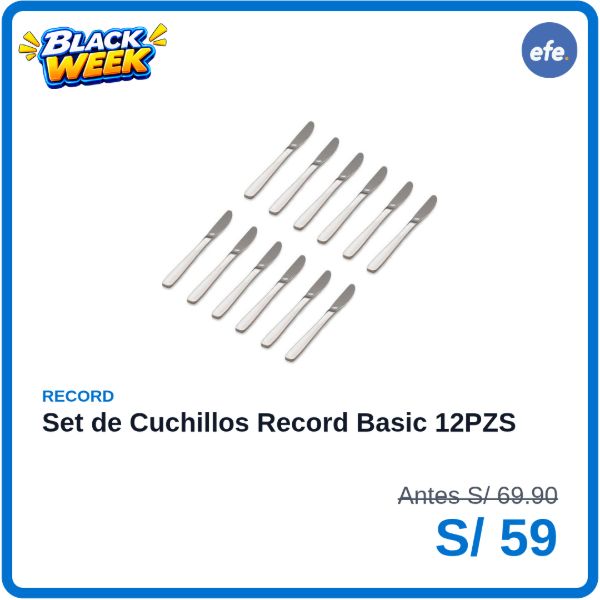 BLACK
WEEK
efe.
RECORD
Set de Cuchillos Record Basic 12PZS
Antes S/ 69.90
S/ 59